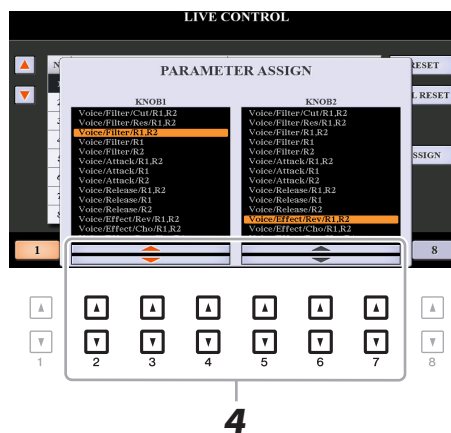 LIVE CONTROL
PARAMETER ASSIGN
KNOB1
Voice/Filter/Cut/R1,R2
Voice/Filter/Res/R1,R2
Voice/Filter/R1,R2
Voice/Filter/R1
Voice/Filter/R2
Voice/Attack/R1,R2
Voice/Attack/R1
Voice/Attack/R2
Voice/Release/R1,R2
Voice/Release/R1
Voice/Release/R2
Voice/Effect/Rev/R1,R2
Voice/Effect/Cho/R1,R2
KNOB2
Voice/Filter/Cut/R1,R2
Voice/Filter/Res/R1,R2
Voice/Filter/R1,R2
Voice/Filter/R1
Voice/Filter/R2
Voice/Attack/R1,R2
Voice/Attack/R1
Voice/Attack/R2
Voice/Release/R1,R2
Voice/Release/R1
Voice/Release/R2
Voice/Effect/Rev/R1,R2
Voice/Effect/Cho/R1,R2
RESET
L RESET
SSIGN
1
8
1 2 3 4 5 6 7 8
4